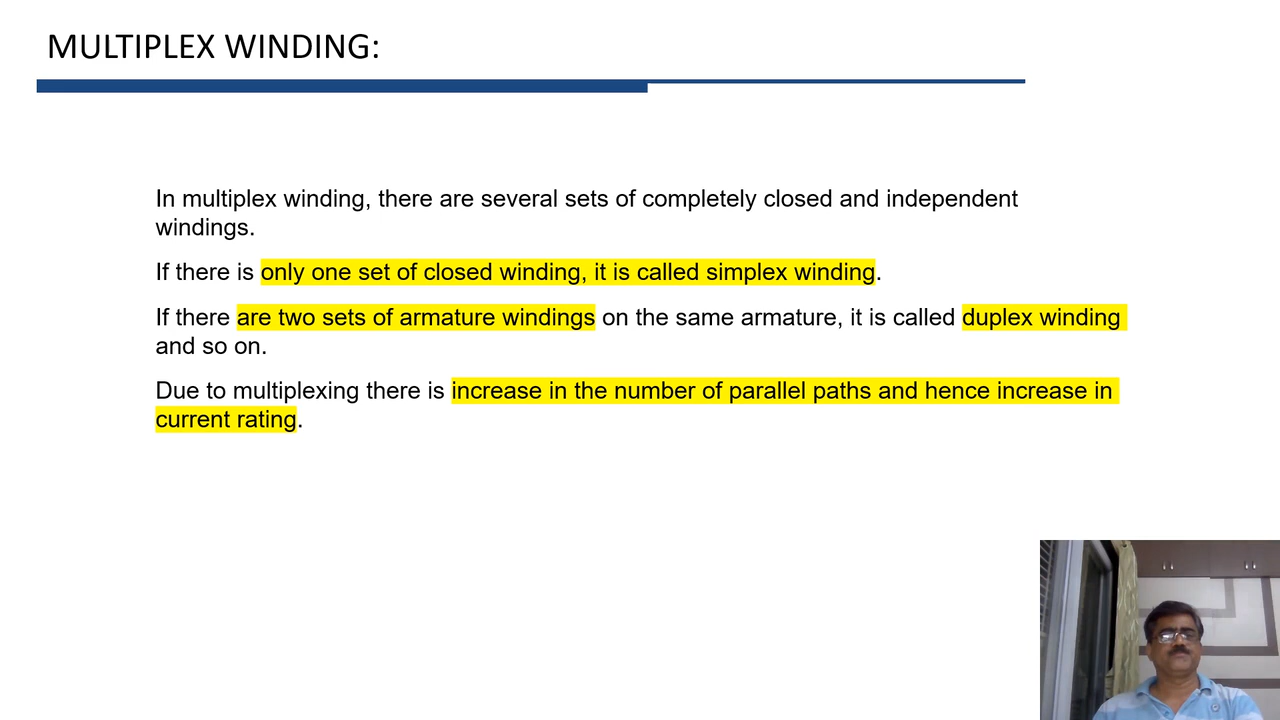 MULTIPLEX WINDING:
In multiplex winding, there are several sets of completely closed and independent
windings.
If there is only one set of closed winding, it is called simplex winding.
If there are two sets of armature windings on the same armature, it is called duplex winding
and so on.
Due to multiplexing there is increase in the number of parallel paths and hence increase in
current rating.